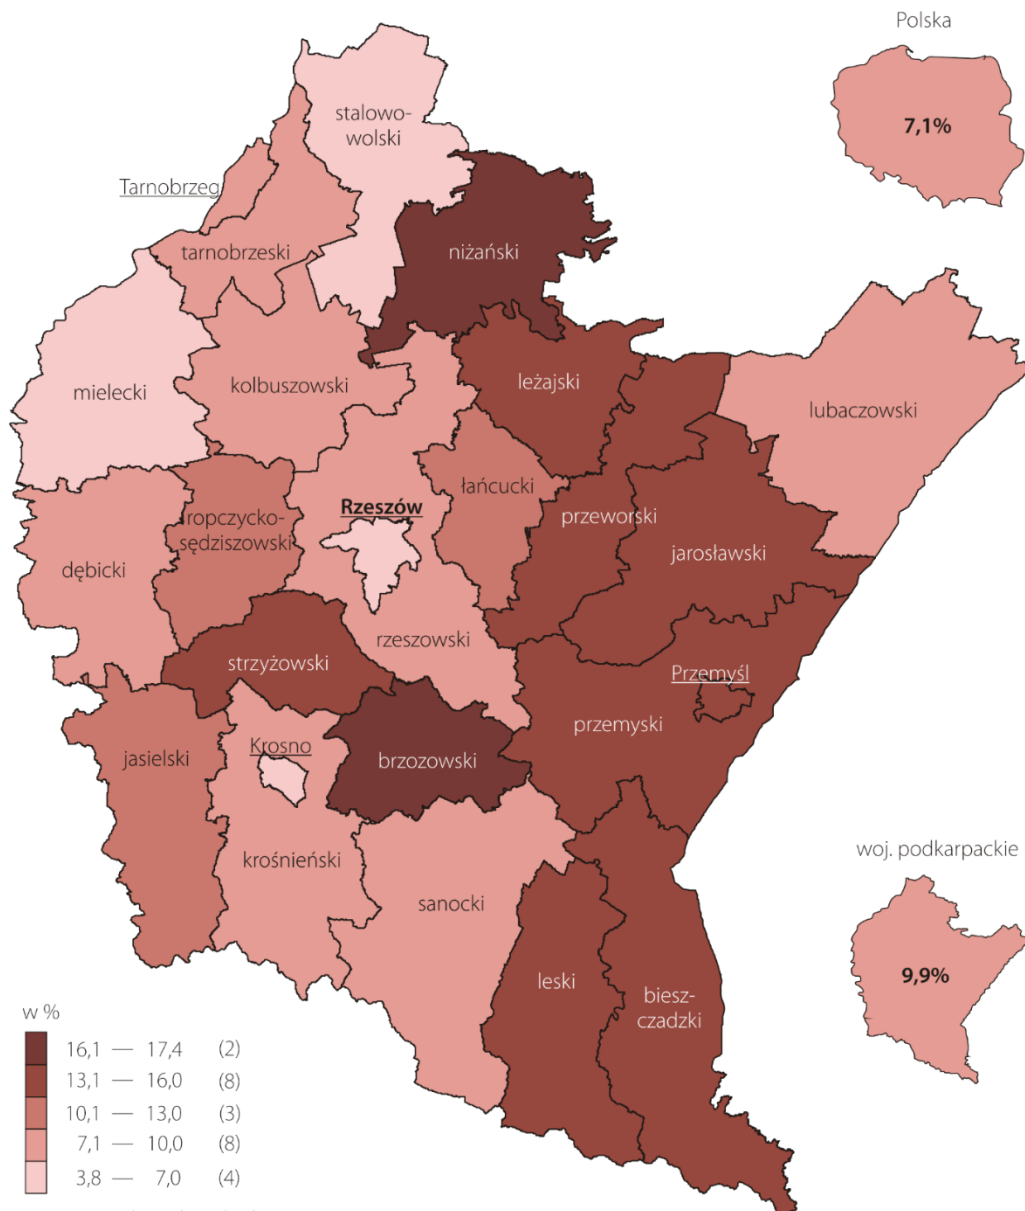 Polska
7,1%
stalowo-
wolski
Tarnobrzeg
tarnobrzeski
niżański
mielecki
kolbuszowski
leżajski
lubaczowski
ropczycko-
sędziszowski
Rzeszów
łańcucki
przeworski
jarosławski
dębicki
rzeszowski
strzyżowski
Przemyśl
przemyski
jasielski
Krosno
brzozowski
krośnieński
sanocki
woj. podkarpackie
9,9%
leski
biesz-
czadzki
w %
16,1 — 17,4 (2)
13,1 — 16,0 (8)
10,1 — 13,0 (3)
7,1 — 10,0 (8)
3,8 — 7,0 (4)